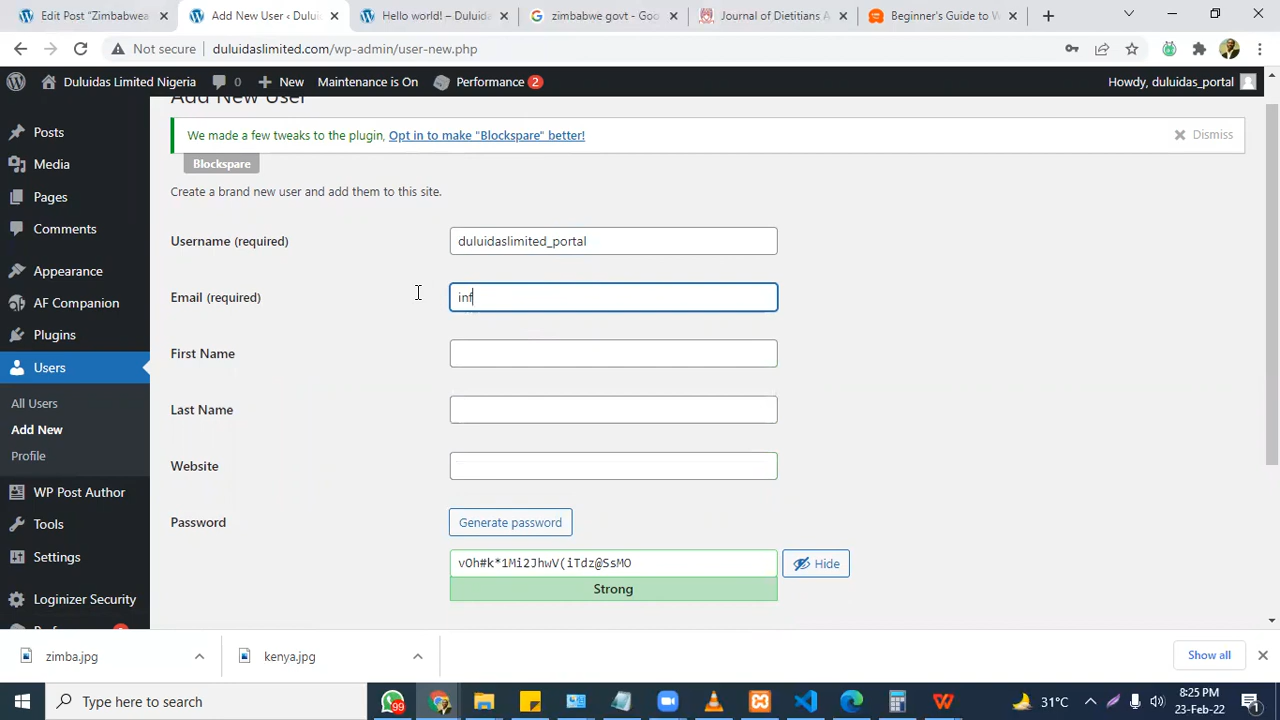 Edit Post "Zimbabwea
Add New User ‹ Dului
Hello world! – Duluida
zimbabwe govt - Goo
Journal of Dietitians A
Beginner's Guide to W
Not secure
duluidaslimited.com/wp-admin/user-new.php
Duluidas Limited Nigeria
0
New
Maintenance is On
Performance 2
Howdy, duluidas_portal
Add New User
Posts
Media
Pages
Comments
Appearance
AF Companion
Plugins
Users
All Users
Add New
Profile
WP Post Author
Tools
Settings
Loginizer Security
We made a few tweaks to the plugin, Opt in to make "Blockspare" better!
Dismiss
Blockspare
Create a brand new user and add them to this site.
Username (required)
duluidaslimited_portal
Email (required)
inf
First Name
Last Name
Website
Password
Generate password
vOh#k*1Mi2JhwV(iTdz@SsMO
Hide
Strong
zimba.jpg
kenya.jpg
Show all
Type here to search
99
31°C
8:25 PM
23-Feb-22
1